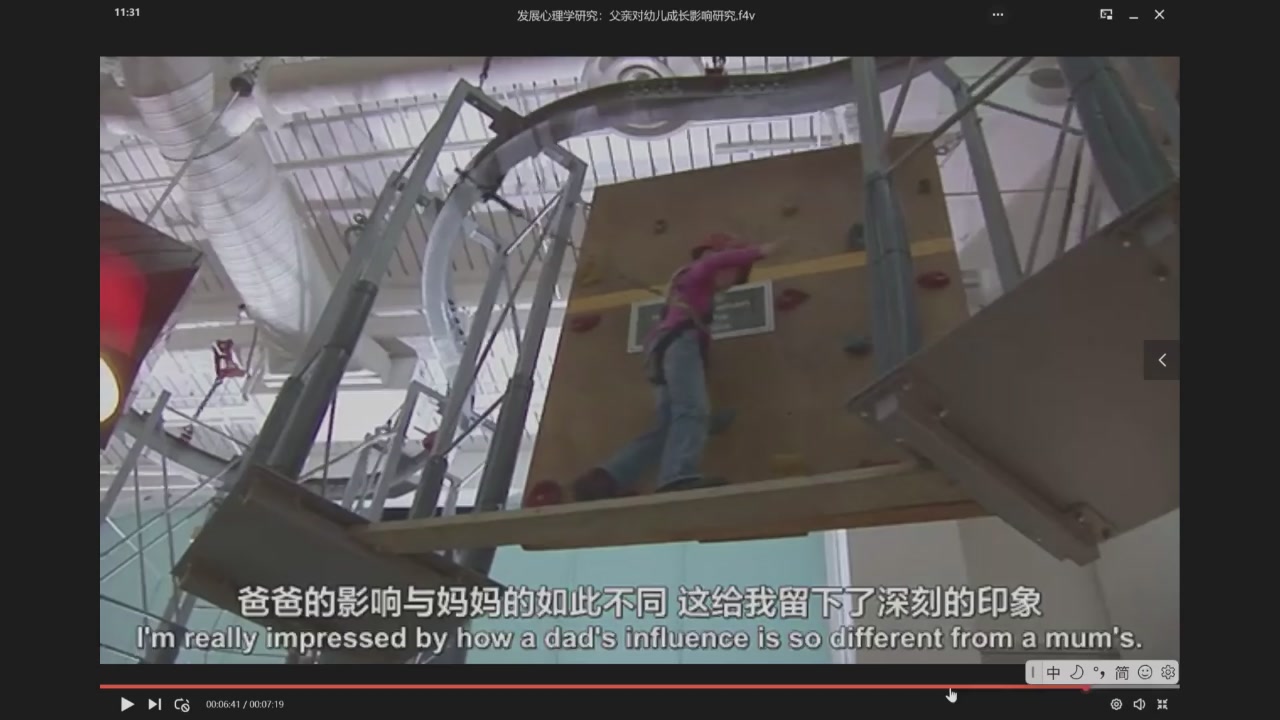 11:31
发展心理学研究：父亲对幼儿成长影响研究.f4v
爸爸的影响与妈妈的如此不同 这给我留下了深刻的印象
I'm really impressed by how a dad's influence is so different from a mum's.
中 简
00:06:41 / 00:07:19